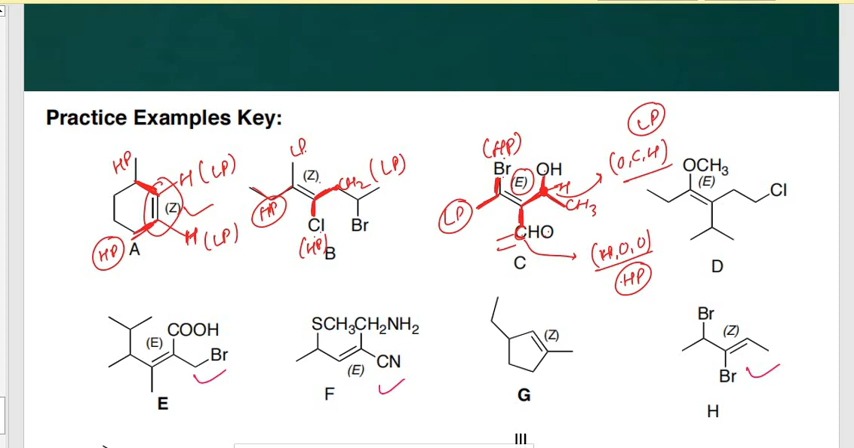 Practice Examples Key:
HP
H (LP)
(Z)
H (LP)
HP
A
LP
(Z)
CH2 (LP)
HP
Cl
(HP)
Br
B
(HP)
Br
(E)
OH
H
CH3
LP
CHO
C
LP
(O,C,H)
(H,O,O)
HP
OCH3
(E)
Cl
D
COOH
(E)
Br
E
SCH3CH2NH2
CN
(E)
F
(Z)
G
Br
(Z)
Br
H
III